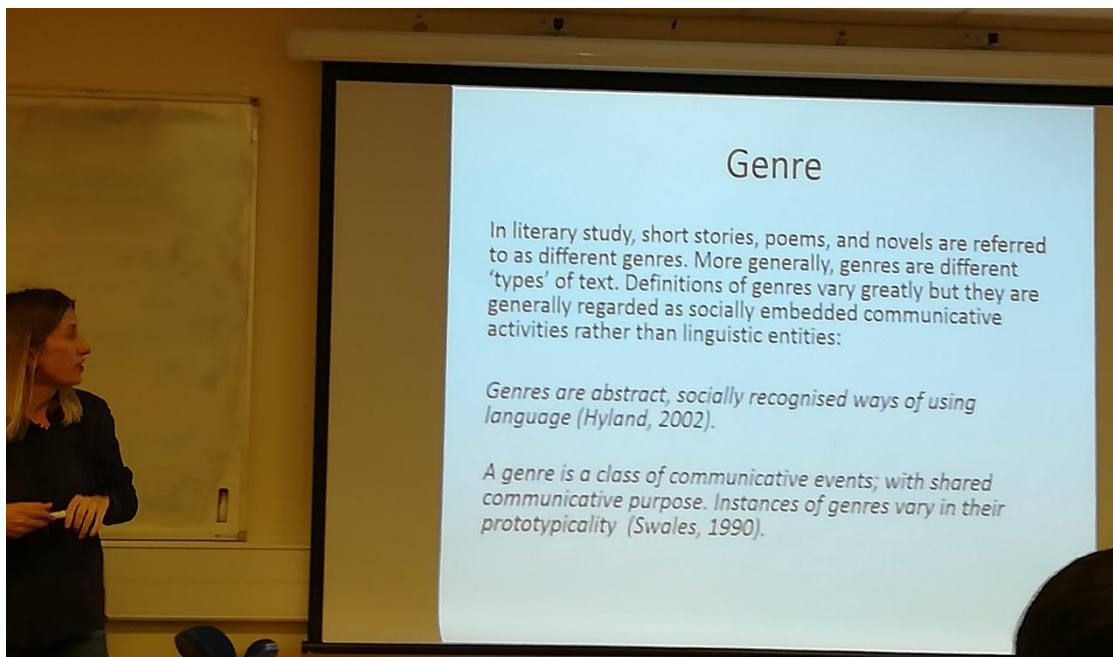 Genre
In literary study, short stories, poems, and novels are referred
to as different genres. More generally, genres are different
‘types’ of text. Definitions of genres vary greatly but they are
generally regarded as socially embedded communicative
activities rather than linguistic entities:
Genres are abstract, socially recognised ways of using
language (Hyland, 2002).
A genre is a class of communicative events; with shared
communicative purpose. Instances of genres vary in their
prototypicality (Swales, 1990).